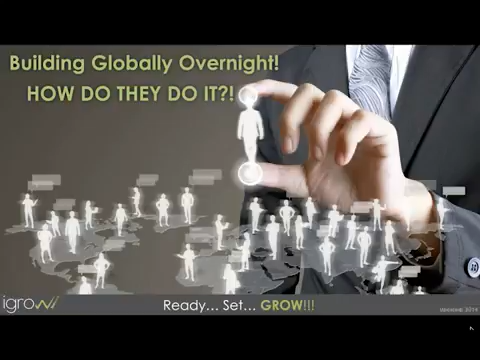 Building Globally Overnight!
HOW DO THEY DO IT?!
igrow
Ready... Set... GROW!!!